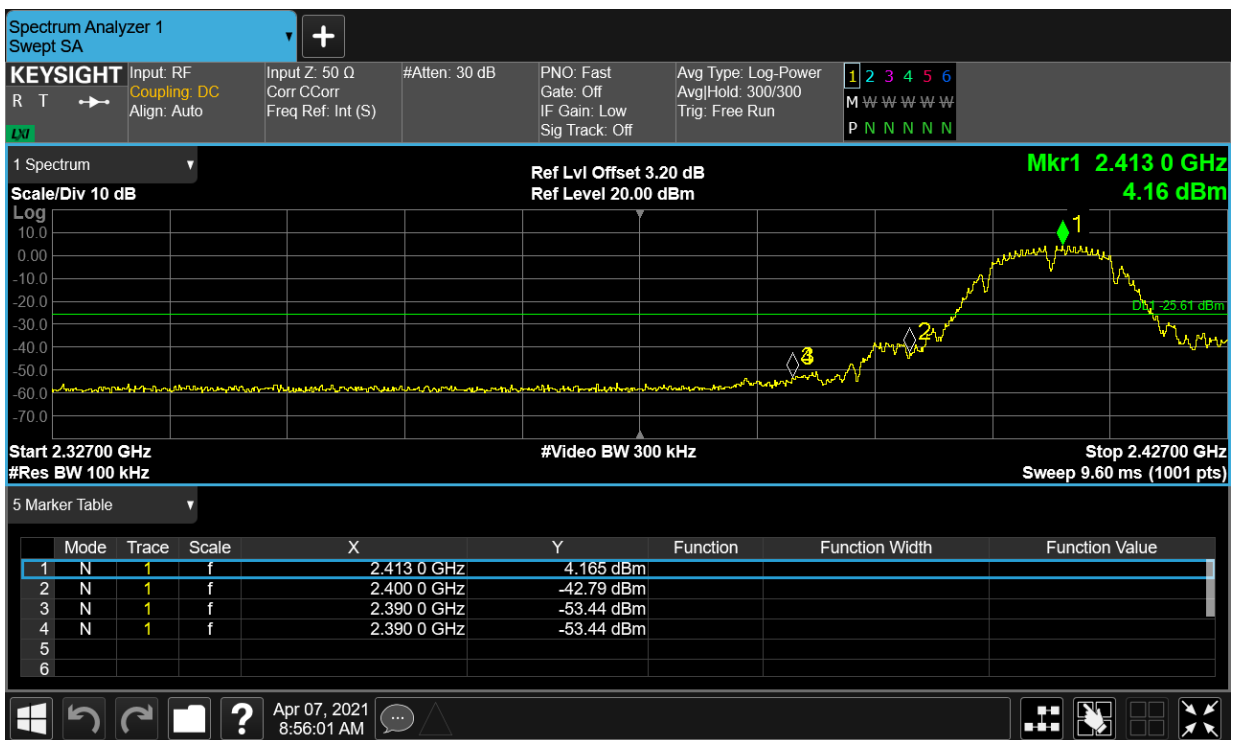 Spectrum Analyzer 1
Swept SA
KEYSIGHT Input: RF Input Z: 50 Ω #Atten: 30 dB PNO: Fast Avg Type: Log-Power 1 2 3 4 5 6
R T Coupling: DC Corr CCorr Gate: Off Avg|Hold: 300/300 M W W W W W
Align: Auto Freq Ref: Int (S) IF Gain: Low Trig: Free Run
LXI Sig Track: Off P N N N N N
1 Spectrum Ref Lvl Offset 3.20 dB Mkr1 2.413 0 GHz
Scale/Div 10 dB Ref Level 20.00 dBm 4.16 dBm
Log
1
10.0
0.00
-10.0
-20.0
DL1 -25.61 dBm
-30.0
2
-40.0
-50.0
-60.0
-70.0
Start 2.32700 GHz #Video BW 300 kHz Stop 2.42700 GHz
#Res BW 100 kHz Sweep 9.60 ms (1001 pts)
5 Marker Table
Mode Trace Scale X Y Function Function Width Function Value
1 N 1 f 2.413 0 GHz 4.165 dBm
2 N 1 f 2.400 0 GHz -42.79 dBm
3 N 1 f 2.390 0 GHz -53.44 dBm
4 N 1 f 2.390 0 GHz -53.44 dBm
5
6
? Apr 07, 2021
8:56:01 AM